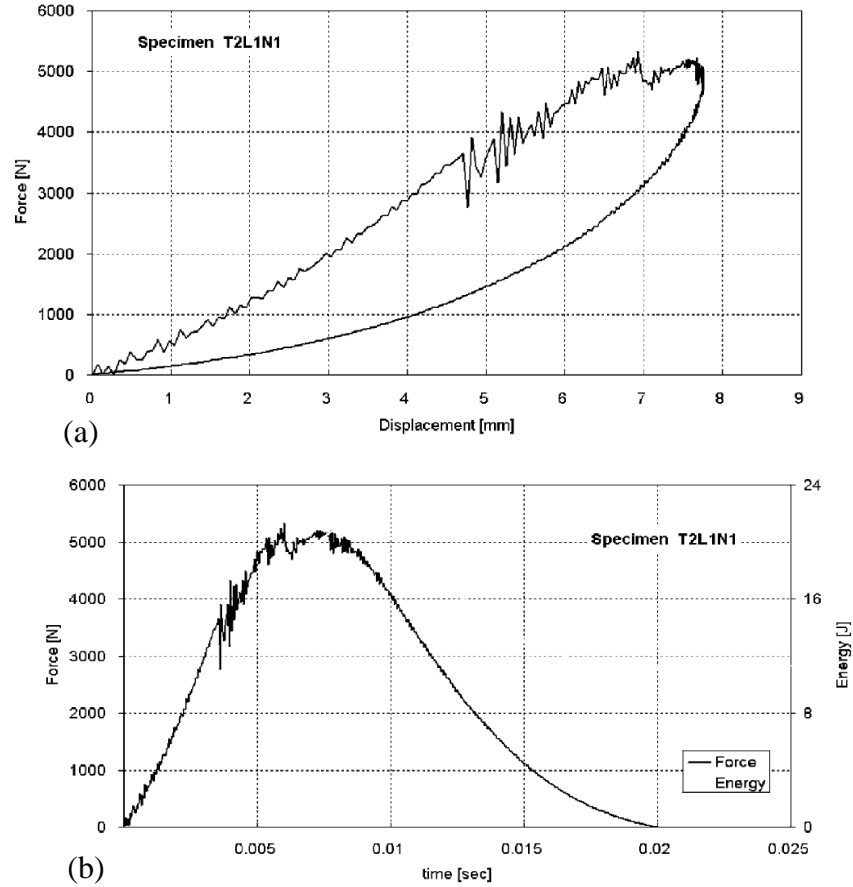 Specimen T2L1N1
6000
5000
4000
3000
2000
1000
0
Force [N]
0 1 2 3 4 5 6 7 8 9
Displacement [mm]
(a)
6000
5000
4000
3000
2000
1000
0
Force [N]
Specimen T2L1N1
24
16
8
0
Energy [J]
Force
Energy
0.005 0.01 0.015 0.02 0.025
time [sec]
(b)